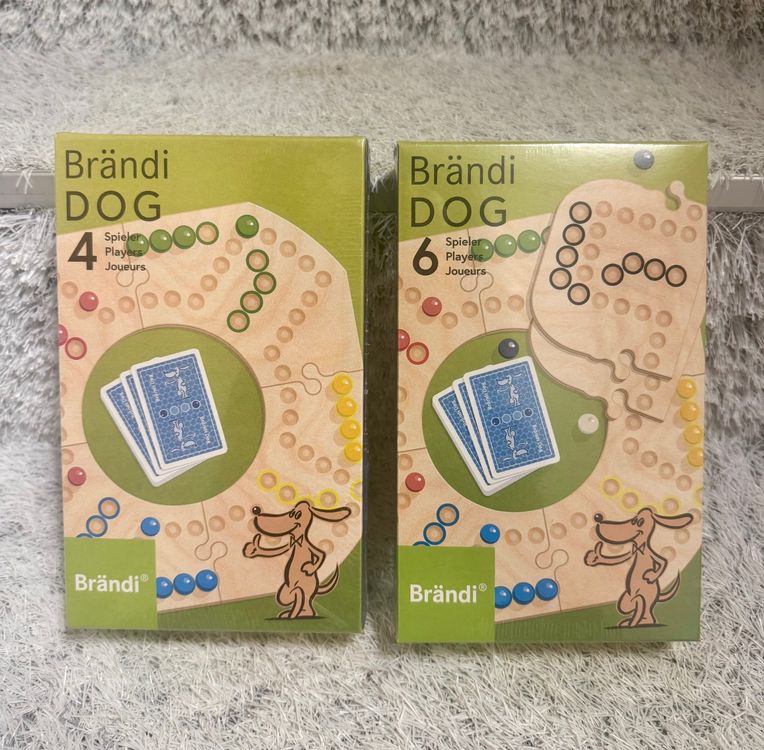 Brändi
DOG
4 Spieler
Players
Joueurs
Brändi®
Brändi
DOG
6 Spieler
Players
Joueurs
Brändi®